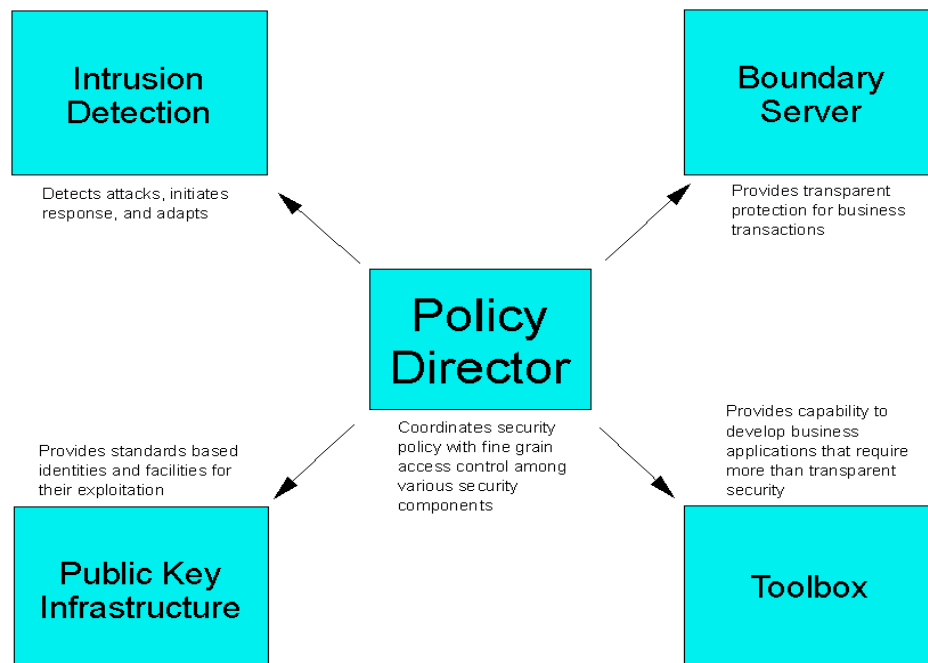 Intrusion
Detection
Detects attacks, initiates
response, and adapts
Boundary
Server
Provides transparent
protection for business
transactions
Policy
Director
Coordinates security
policy with fine grain
access control among
various security
components
Provides standards based
identities and facilities for
their exploitation
Public Key
Infrastructure
Provides capability to
develop business
applications that require
more than transparent
security
Toolbox